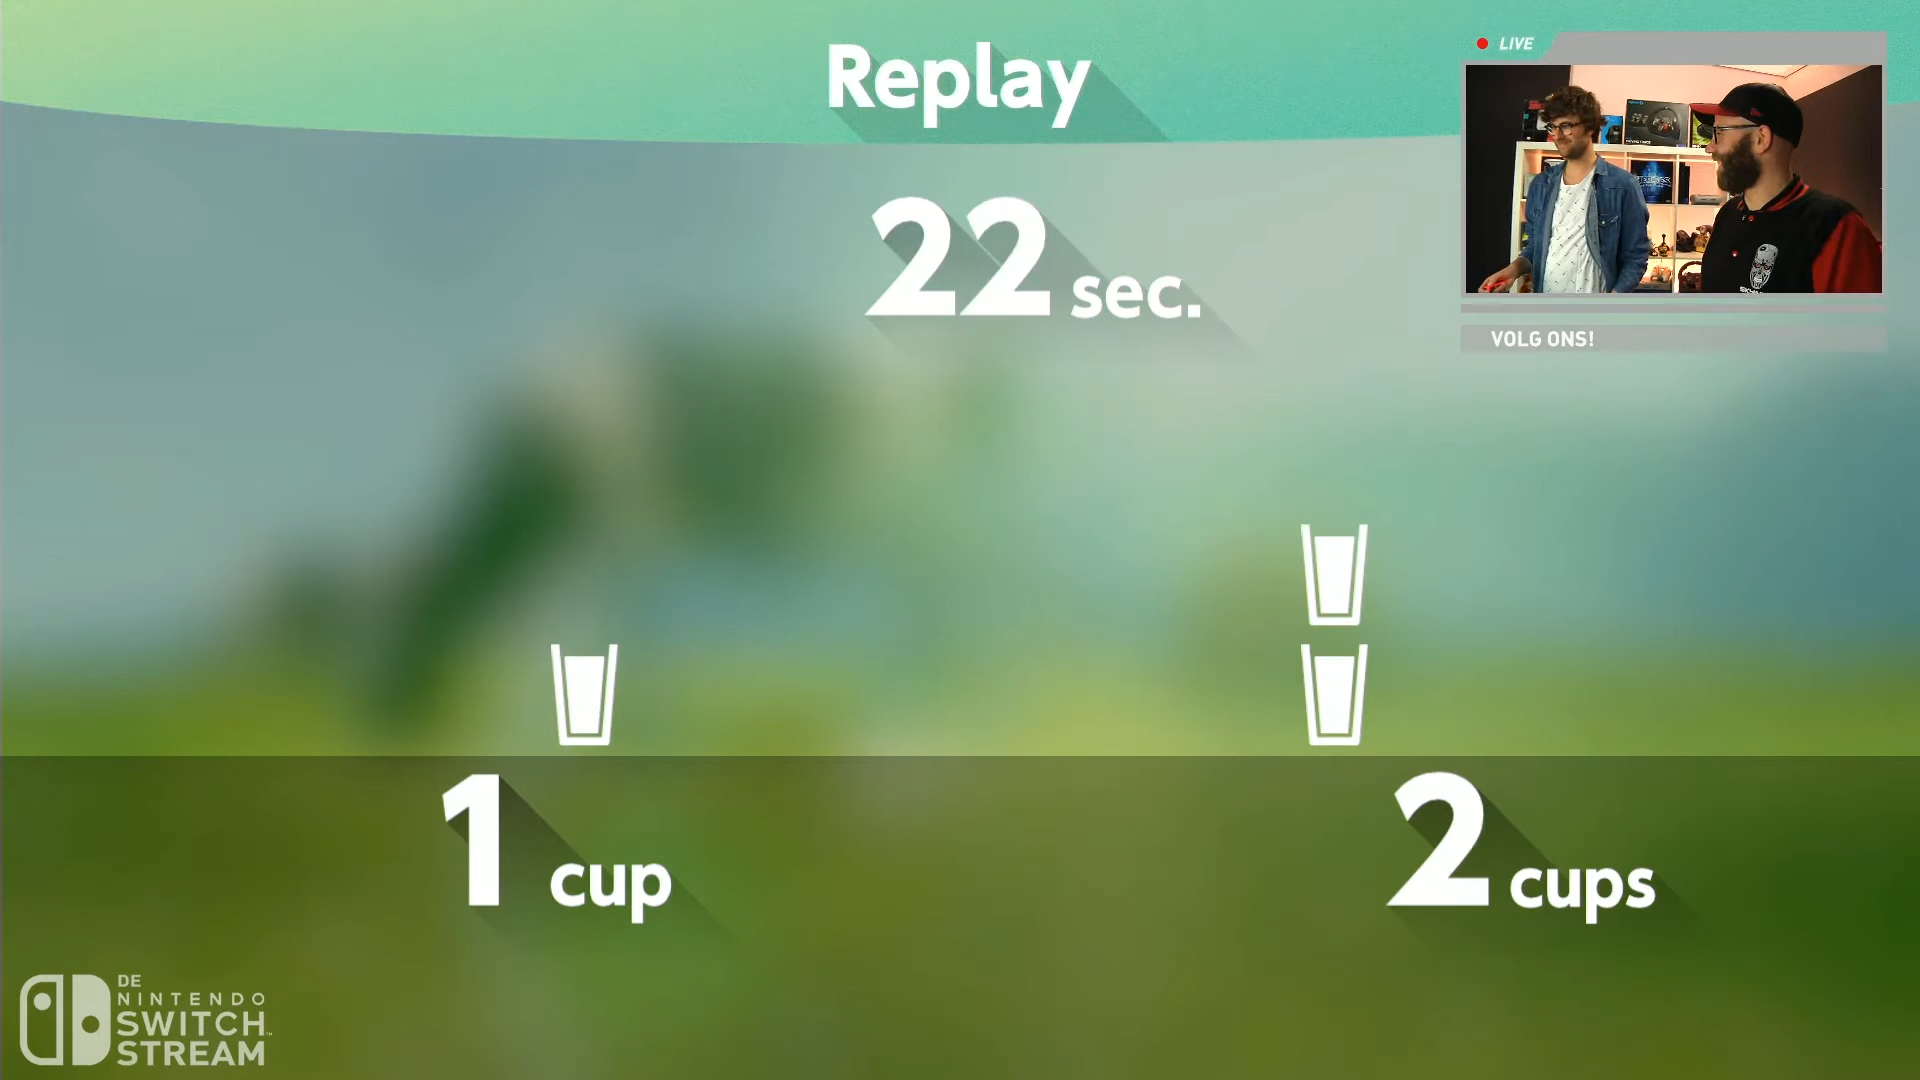 Replay
LIVE
22 sec.
VOLG ONS!
1 cup
2 cups
DE
NINTENDO
SWITCH
STREAM